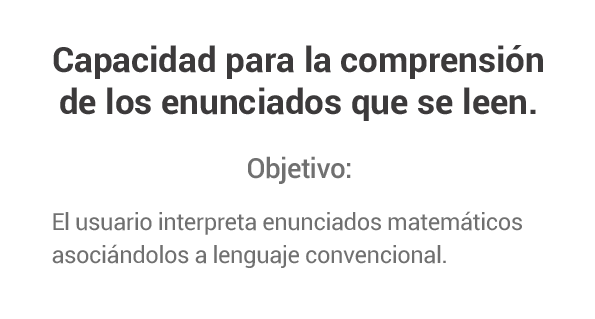 Capacidad para la comprensión
de los enunciados que se leen.
Objetivo:
El usuario interpreta enunciados matemáticos
asociándolos a lenguaje convencional.